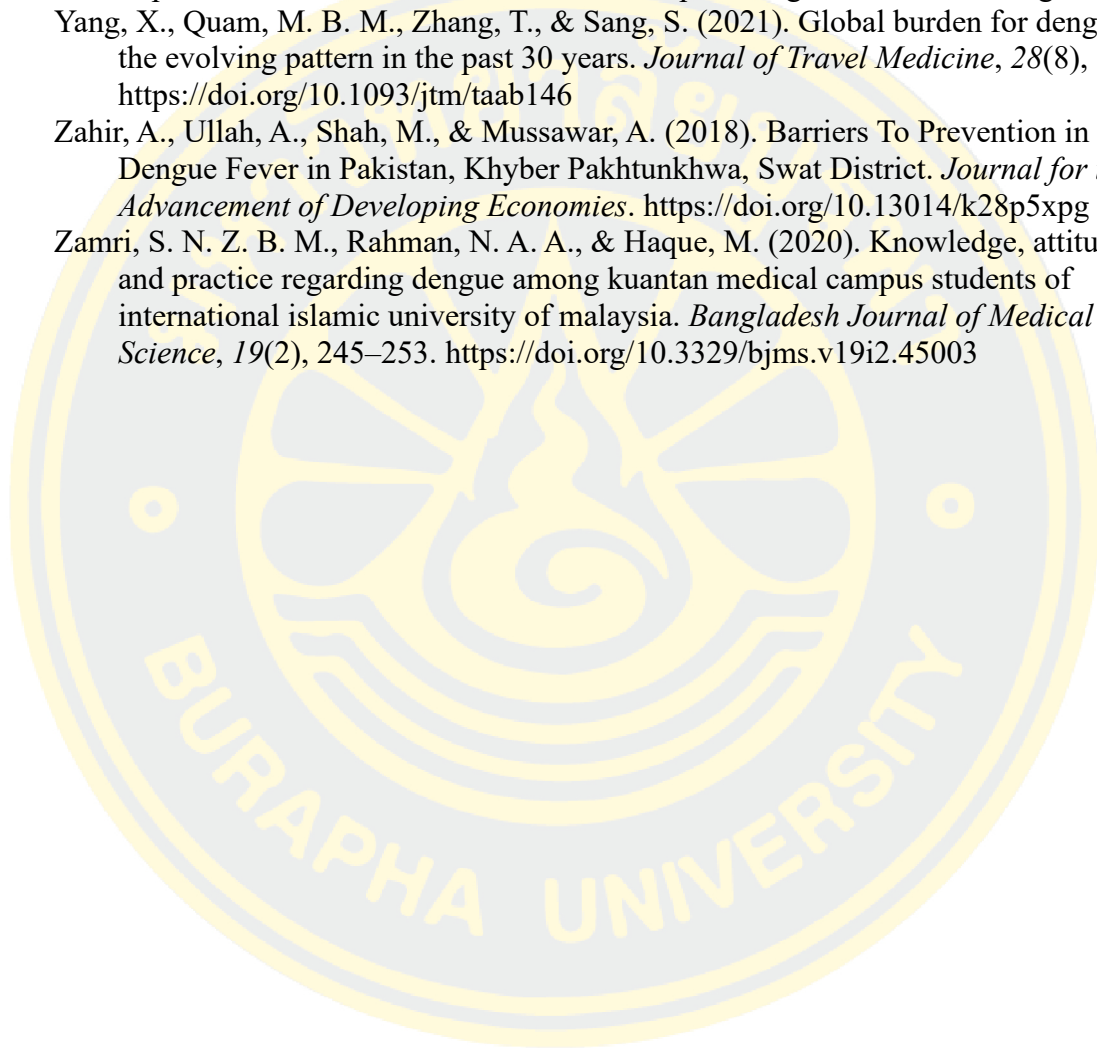 Yang, X., Quam, M. B. M., Zhang, T., & Sang, S. (2021). Global burden for
the evolving pattern in the past 30 years. Journal of Travel Medicine, 28(8),
https://doi.org/10.1093/jtm/taab146
Zahir, A., Ullah, A., Shah, M., & Mussawar, A. (2018). Barriers To Prevention in
Dengue Fever in Pakistan, Khyber Pakhtunkhwa, Swat District. Journal for
Advancement of Developing Economies. https://doi.org/10.13014/k28p5xpg
Zamri, S. N. Z. B. M., Rahman, N. A. A., & Haque, M. (2020). Knowledge,
and practice regarding dengue among kuantan medical campus students of
international islamic university of malaysia. Bangladesh Journal of Medical
Science, 19(2), 245–253. https://doi.org/10.3329/bjms.v19i2.45003
BURAPHA UNIVERSITY